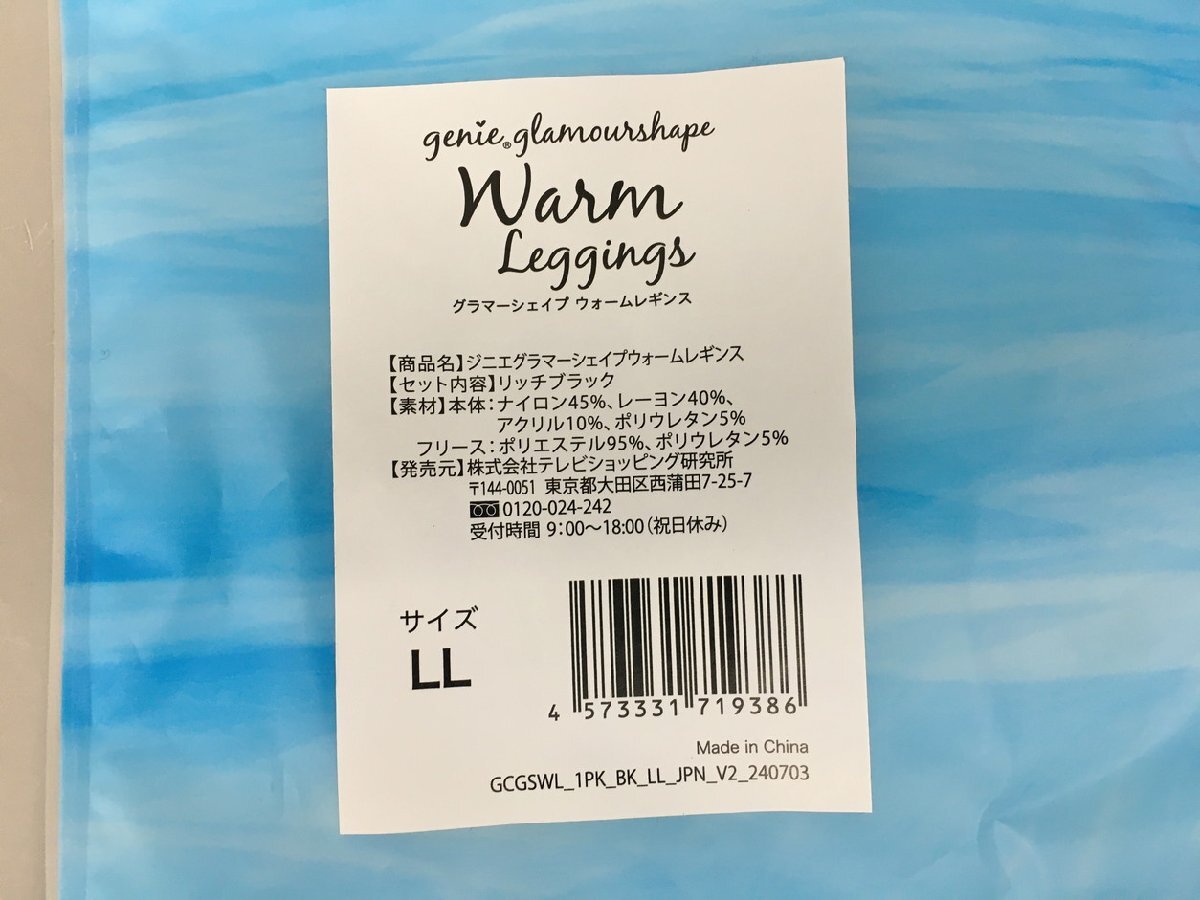 genie®glamourshape
Warm
Leggings
グラマーシェイプ ウォームレギンス
【商品名】ジニエグラマーシェイプウォームレギンス
【セット内容】リッチブラック
【素材】本体：ナイロン45%、レーヨン40%、
アクリル10%、ポリウレタン5%
フリース：ポリエステル95%、ポリウレタン5%
【発売元】株式会社テレビショッピング研究所
〒144-0051 東京都大田区西蒲田7-25-7
0120-024-242
受付時間 9：00〜18:00（祝日休み）
サイズ
LL
4 573331 719386
Made in China
GCGSWL_1PK_BK_LL_JPN_V2_240703